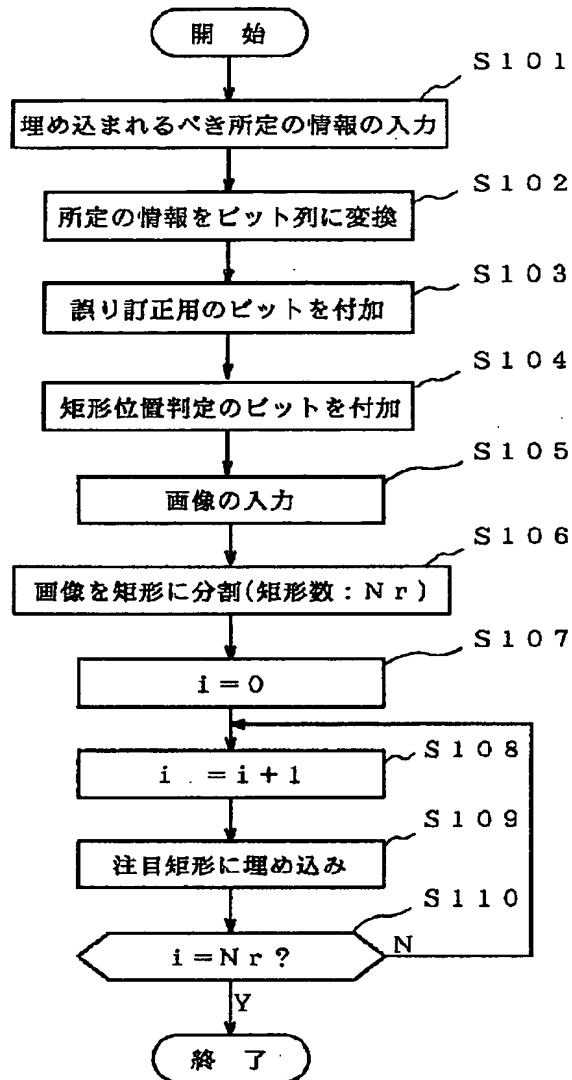 開 始
S101
埋め込まれるべき所定の情報の入力
S102
所定の情報をビット列に変換
S103
誤り訂正用のビットを付加
S104
矩形位置判定のビットを付加
S105
画像の入力
S106
画像を矩形に分割(矩形数:Nr)
S107
i=0
S108
i =i+1
S109
注目矩形に埋め込み
S110
i=Nr?
N
Y
終 了